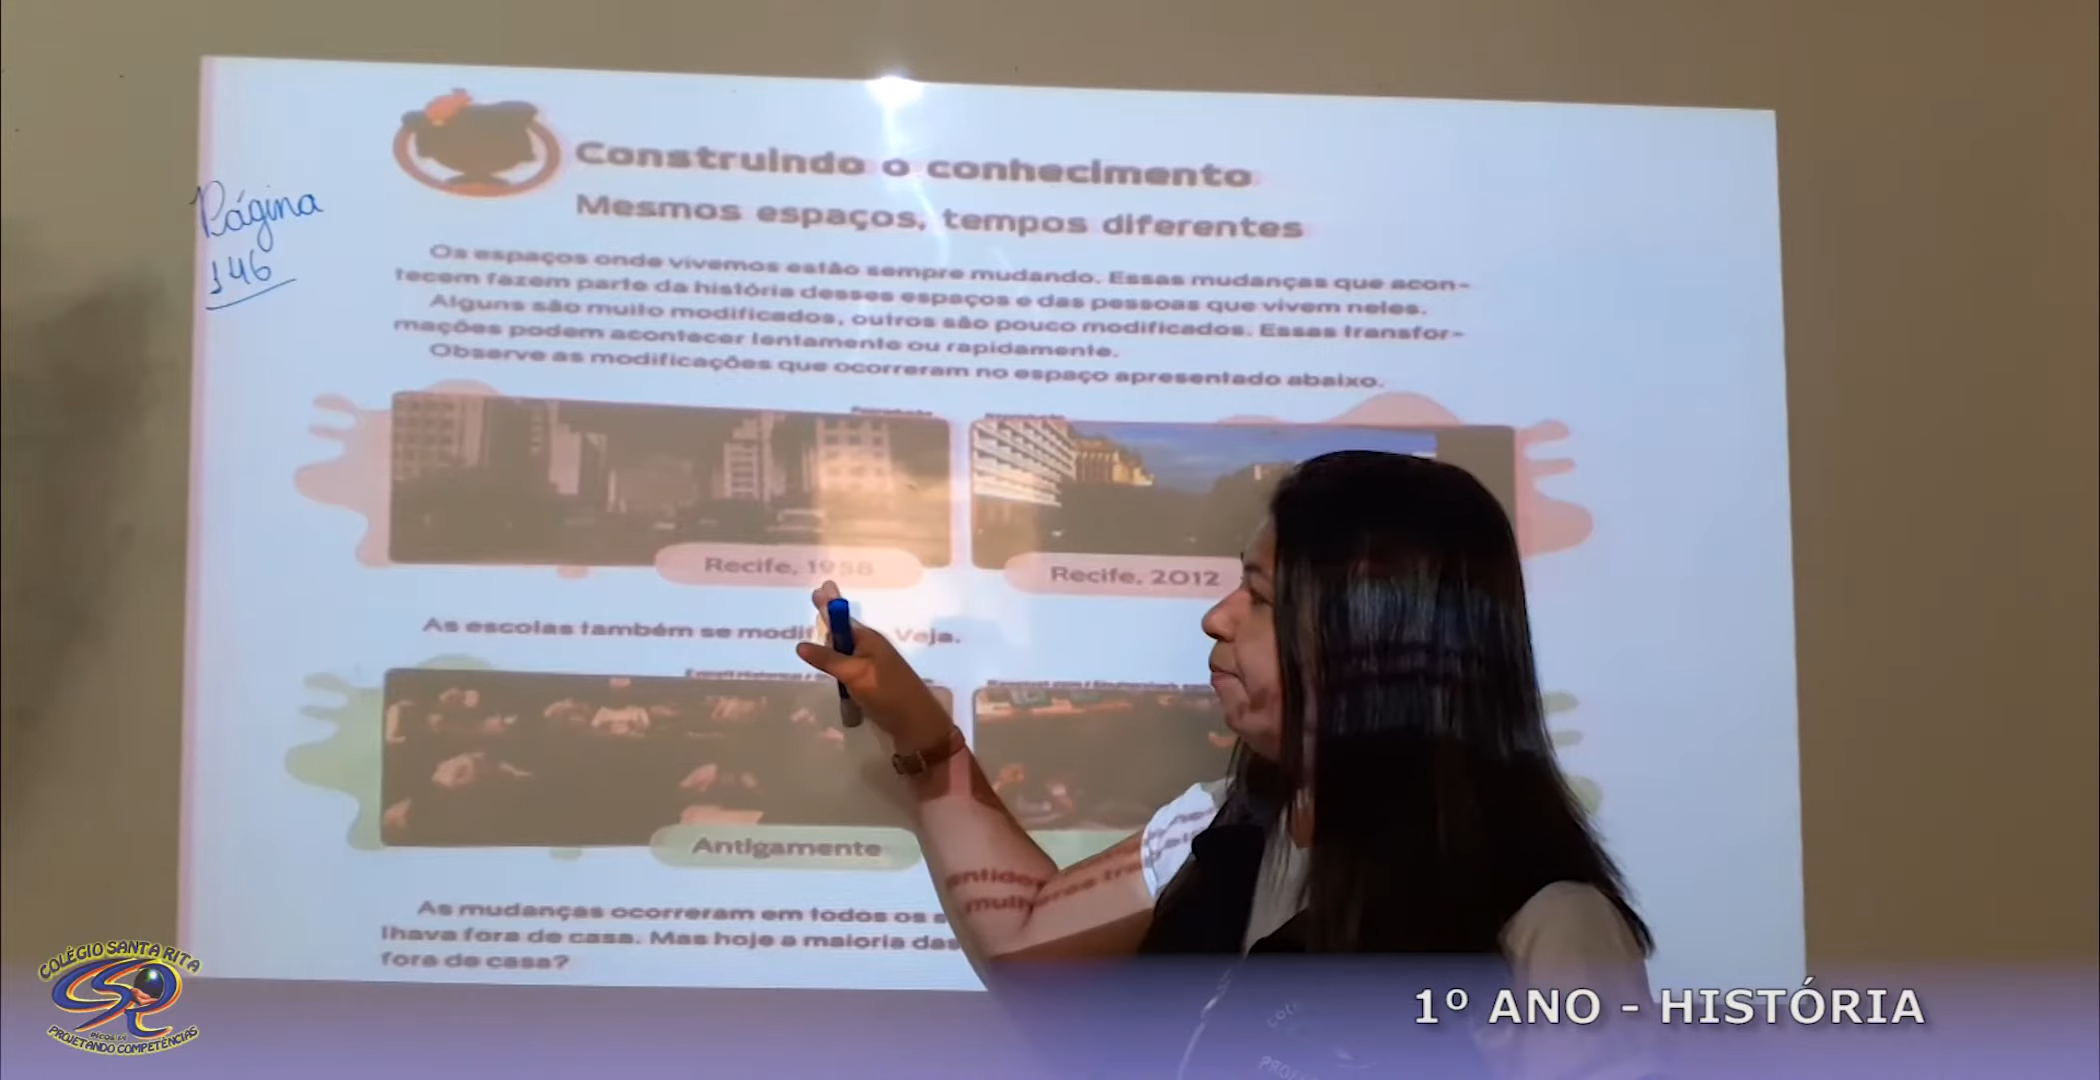 Página
146
Construindo o conhecimento
Mesmos espaços, tempos diferentes
Os espaços onde vivemos estão sempre mudando. Essas mudanças que acon-
tecem fazem parte da história desses espaços e das pessoas que vivem neles.
Alguns são muito modificados, outros são pouco modificados. Essas transfor-
mações podem acontecer lentamente ou rapidamente.
Observe as modificações que ocorreram no espaço apresentado abaixo.
Recife, 1958
Recife, 2012
As escolas também se modif Veja.
Antigamente
As mudanças ocorreram em todos os s
lhava fora de casa. Mas hoje a maioria das mulheres
fora de casa?
COLÉGIO SANTA RITA
PROJETANDO COMPETÊNCIAS
1º ANO - HISTÓRIA